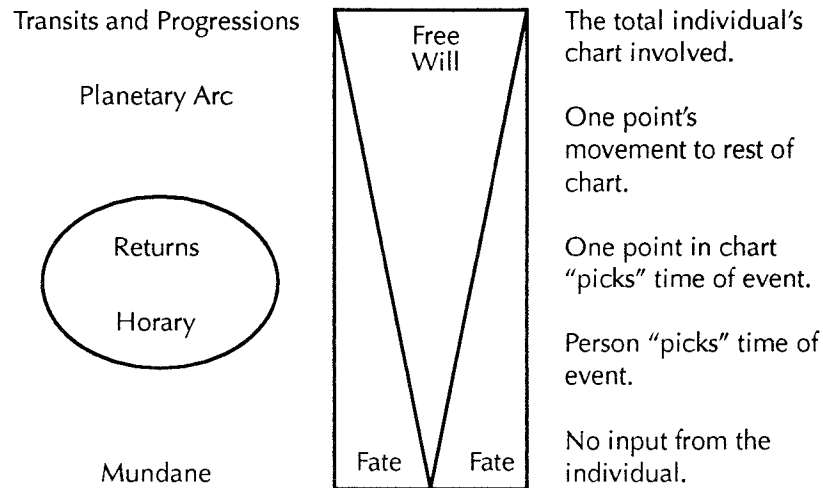 Transits and Progressions
Planetary Arc
Returns
Horary
Mundane
Free
Will
Fate
Fate
The total individual's
chart involved.
One point's
movement to rest of
chart.
One point in chart
"picks" time of event.
Person "picks" time of
event.
No input from the
individual.